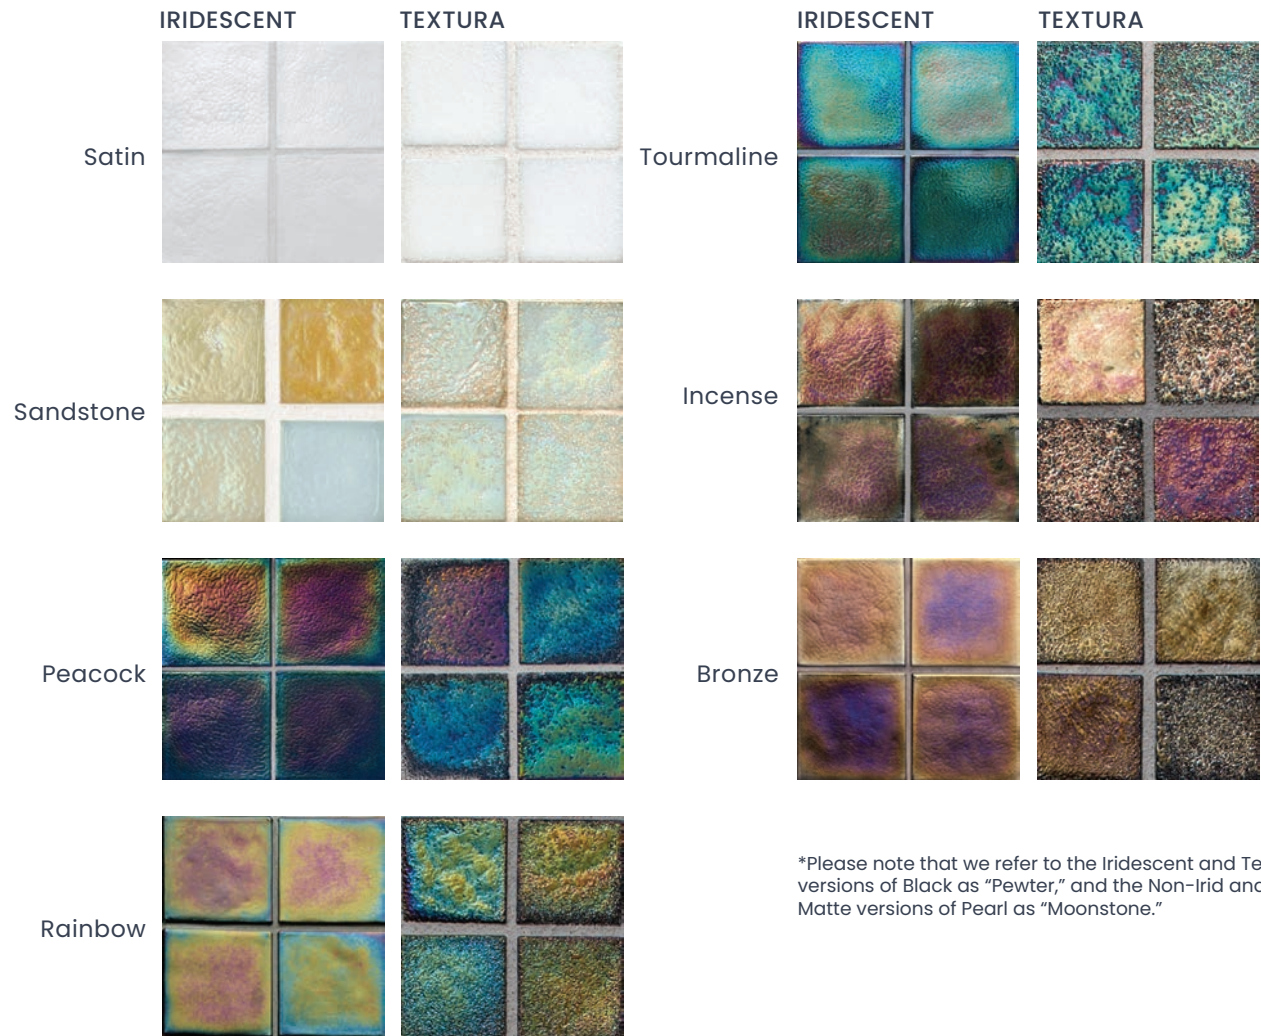 IRIDESCENT TEXTURA
Satin
Sandstone
Peacock
Rainbow
IRIDESCENT TEXTURA
Tourmaline
Incense
Bronze
*Please note that we refer to the Iridescent and
versions of Black as “Pewter,” and the Non-Irid
Matte versions of Pearl as “Moonstone.”